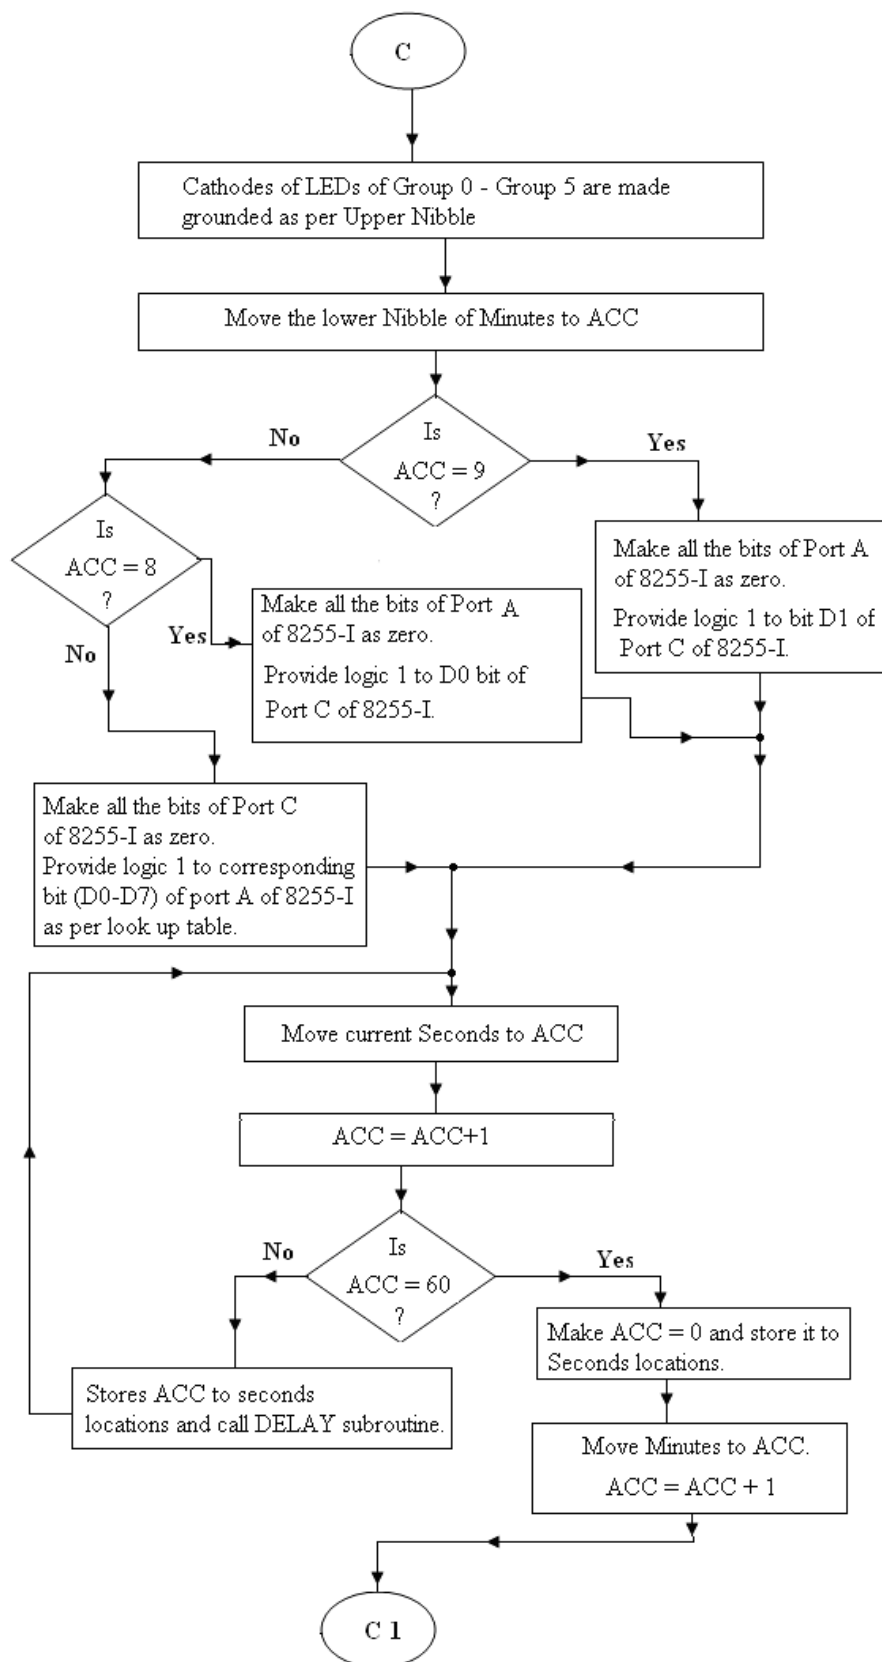 C
Cathodes of LEDs of Group 0 - Group 5 are made
grounded as per Upper Nibble
Move the lower Nibble of Minutes to ACC
Is
ACC = 9
?
No
Yes
Is
ACC = 8
?
Yes
No
Make all the bits of Port A
of 8255-I as zero.
Provide logic 1 to bit D1 of
Port C of 8255-I.
Make all the bits of Port A
of 8255-I as zero.
Provide logic 1 to D0 bit of
Port C of 8255-I.
Make all the bits of Port C
of 8255-I as zero.
Provide logic 1 to corresponding
bit (D0-D7) of port A of 8255-I
as per look up table.
Move current Seconds to ACC
ACC = ACC+1
Is
ACC = 60
?
No
Yes
Stores ACC to seconds
locations and call DELAY subroutine.
Make ACC = 0 and store it to
Seconds locations.
Move Minutes to ACC.
ACC = ACC + 1
C 1